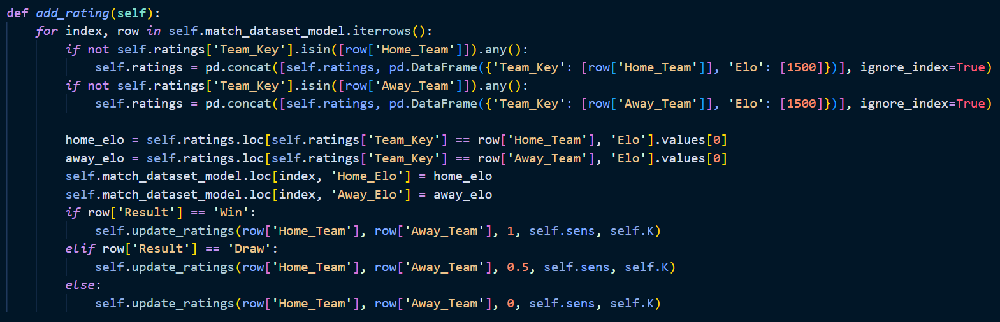 def add_rating(self):
    for index, row in self.match_dataset_model.iterrows():
        if not self.ratings['Team_Key'].isin([row['Home_Team']]).any():
            self.ratings = pd.concat([self.ratings, pd.DataFrame({'Team_Key': [row['Home_Team']], 'Elo': [1500]})], ignore_index=True)
        if not self.ratings['Team_Key'].isin([row['Away_Team']]).any():
            self.ratings = pd.concat([self.ratings, pd.DataFrame({'Team_Key': [row['Away_Team']], 'Elo': [1500]})], ignore_index=True)

        home_elo = self.ratings.loc[self.ratings['Team_Key'] == row['Home_Team'], 'Elo'].values[0]
        away_elo = self.ratings.loc[self.ratings['Team_Key'] == row['Away_Team'], 'Elo'].values[0]
        self.match_dataset_model.loc[index, 'Home_Elo'] = home_elo
        self.match_dataset_model.loc[index, 'Away_Elo'] = away_elo
        if row['Result'] == 'Win':
            self.update_ratings(row['Home_Team'], row['Away_Team'], 1, self.sens, self.K)
        elif row['Result'] == 'Draw':
            self.update_ratings(row['Home_Team'], row['Away_Team'], 0.5, self.sens, self.K)
        else:
            self.update_ratings(row['Home_Team'], row['Away_Team'], 0, self.sens, self.K)